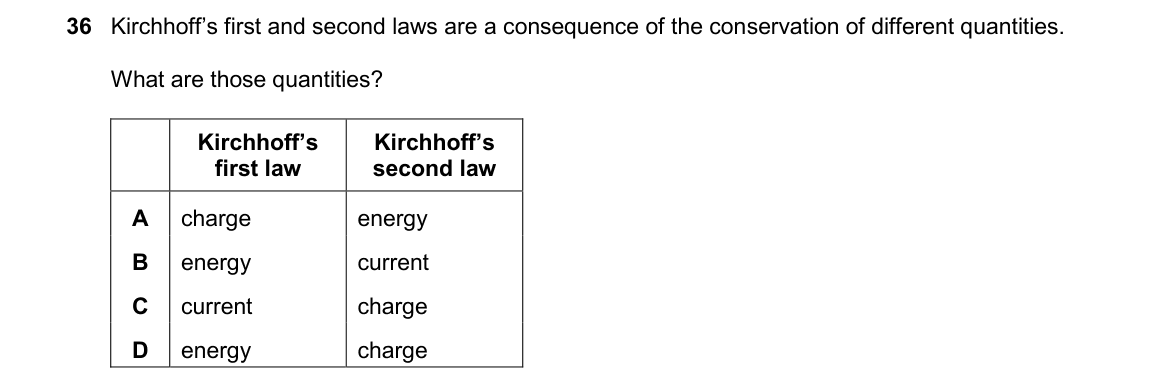 36 Kirchhoff’s first and second laws are a consequence of the conservation of different quantities.
What are those quantities?
Kirchhoff’s first law Kirchhoff’s second law
A charge energy
B energy current
C current charge
D energy charge